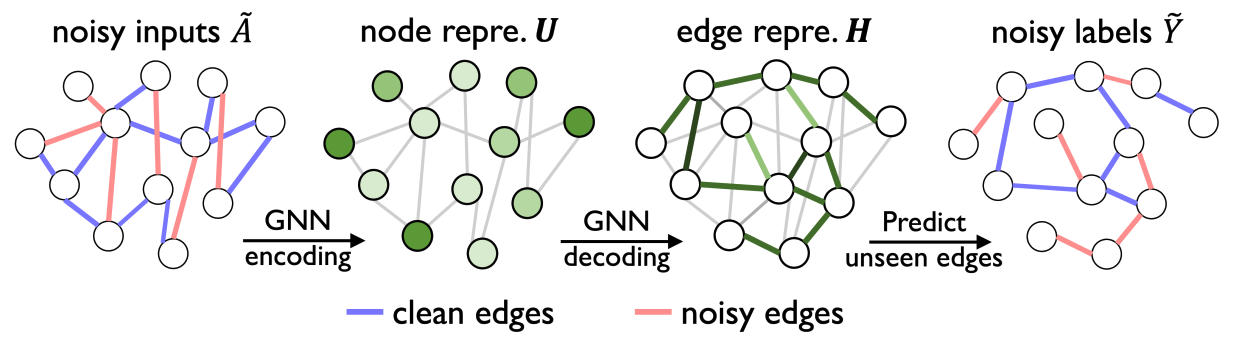 noisy inputs Ã
node repre. U
edge repre. H
noisy labels Ỹ
GNN
encoding
GNN
decoding
Predict
unseen edges
clean edges
noisy edges